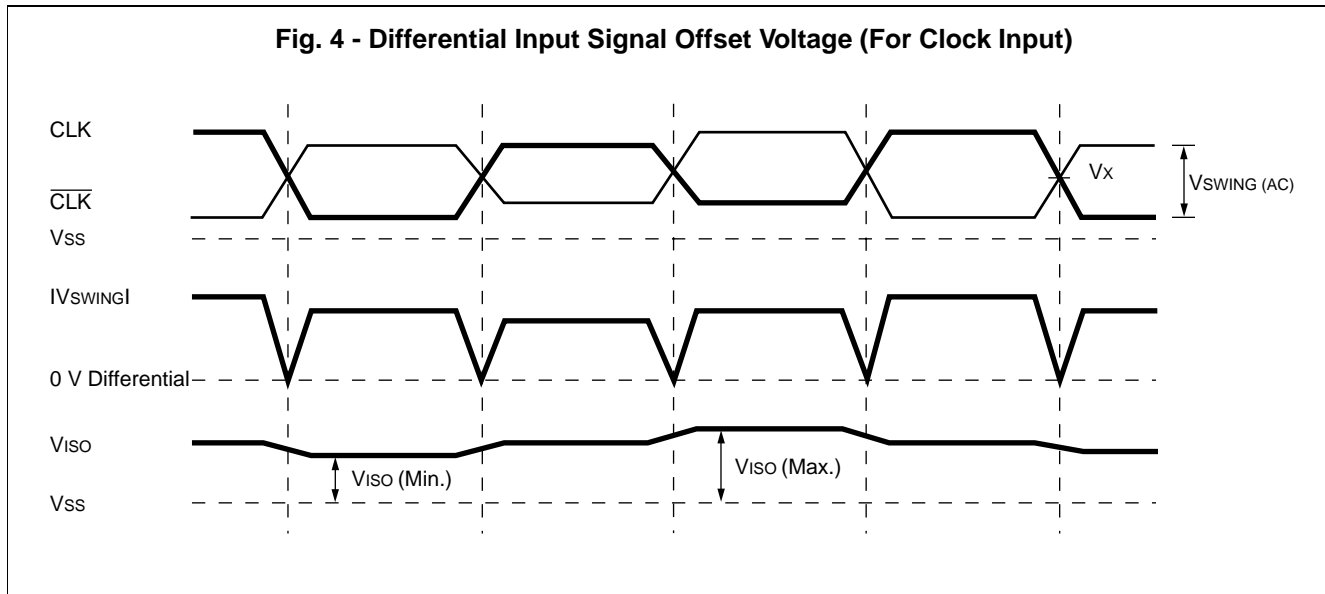 Fig. 4 - Differential Input Signal Offset Voltage (For Clock Input)
CLK
VX
VSWING (AC)
C̅L̅K̅
VSS
IVSWINGI
0 V Differential
VISO
VISO (Min.)
VISO (Max.)
VSS